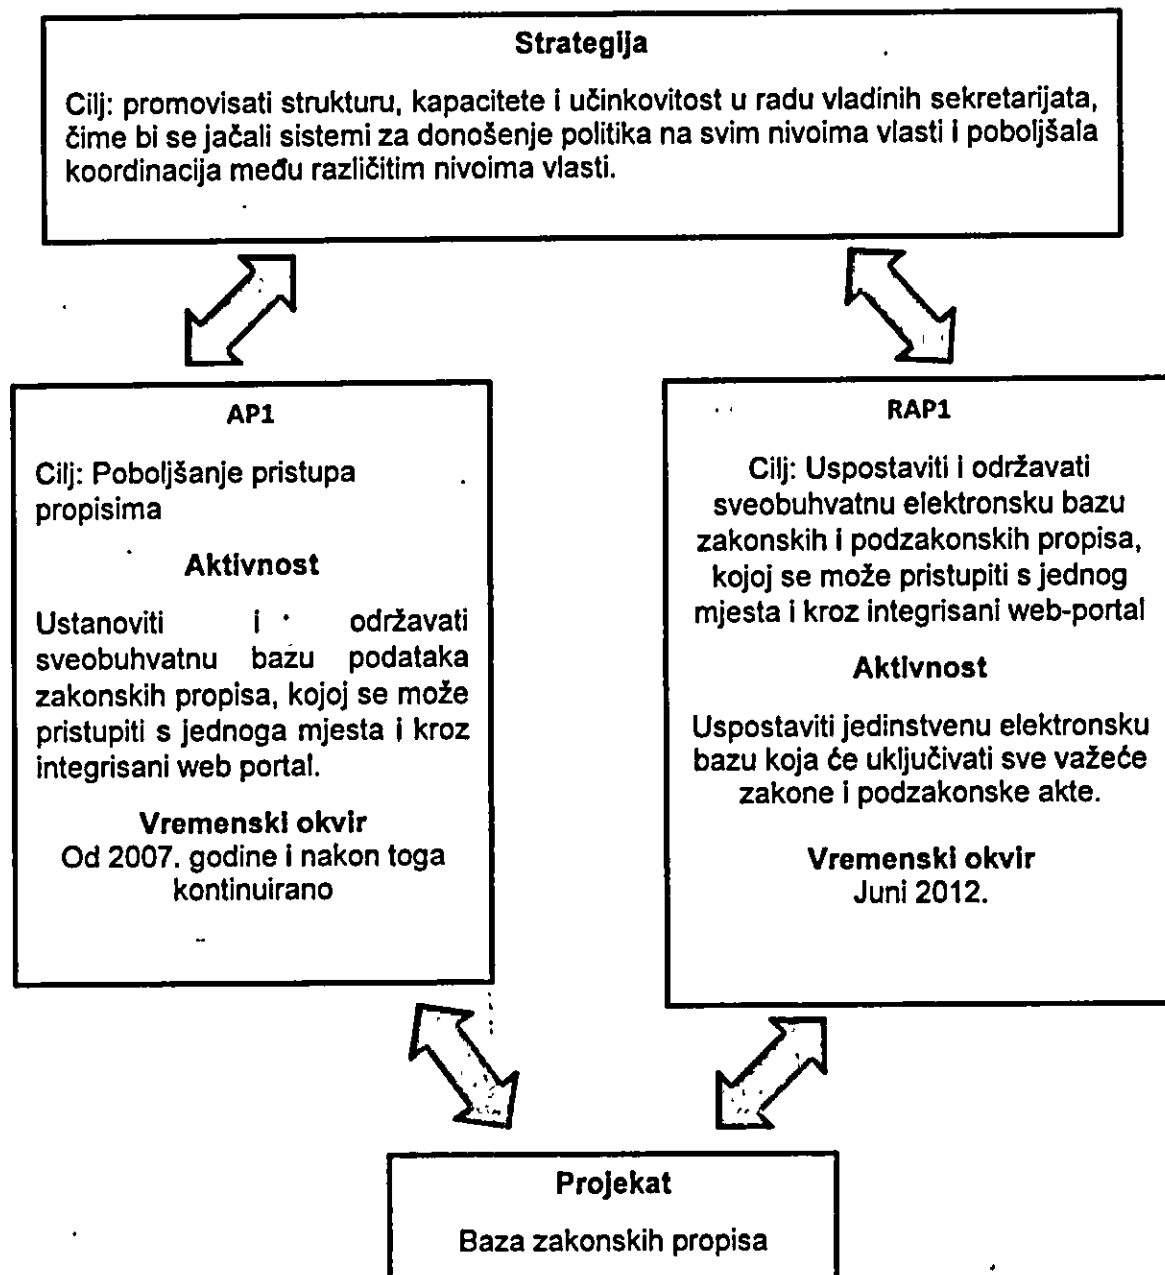 Strategija
Cilj: promovisati strukturu, kapacitete i učinkovitost u radu vladinih sekretarijata,
čime bi se jačali sistemi za donošenje politika na svim nivoima vlasti i poboljšala
koordinacija među različitim nivoima vlasti.
AP1
Cilj: Poboljšanje pristupa
propisima
Aktivnost
Ustanoviti i održavati
sveobuhvatnu bazu podataka
zakonskih propisa, kojoj se može
pristupiti s jednoga mjesta i kroz
integrisani web portal.
Vremenski okvir
Od 2007. godine i nakon toga
kontinuirano
RAP1
Cilj: Uspostaviti i održavati
sveobuhvatnu elektronsku bazu
zakonskih i podzakonskih propisa,
kojoj se može pristupiti s jednog
mjesta i kroz integrisani web-portal
Aktivnost
Uspostaviti jedinstvenu elektronsku
bazu koja će uključivati sve važeće
zakone i podzakonske akte.
Vremenski okvir
Juni 2012.
Projekat
Baza zakonskih propisa